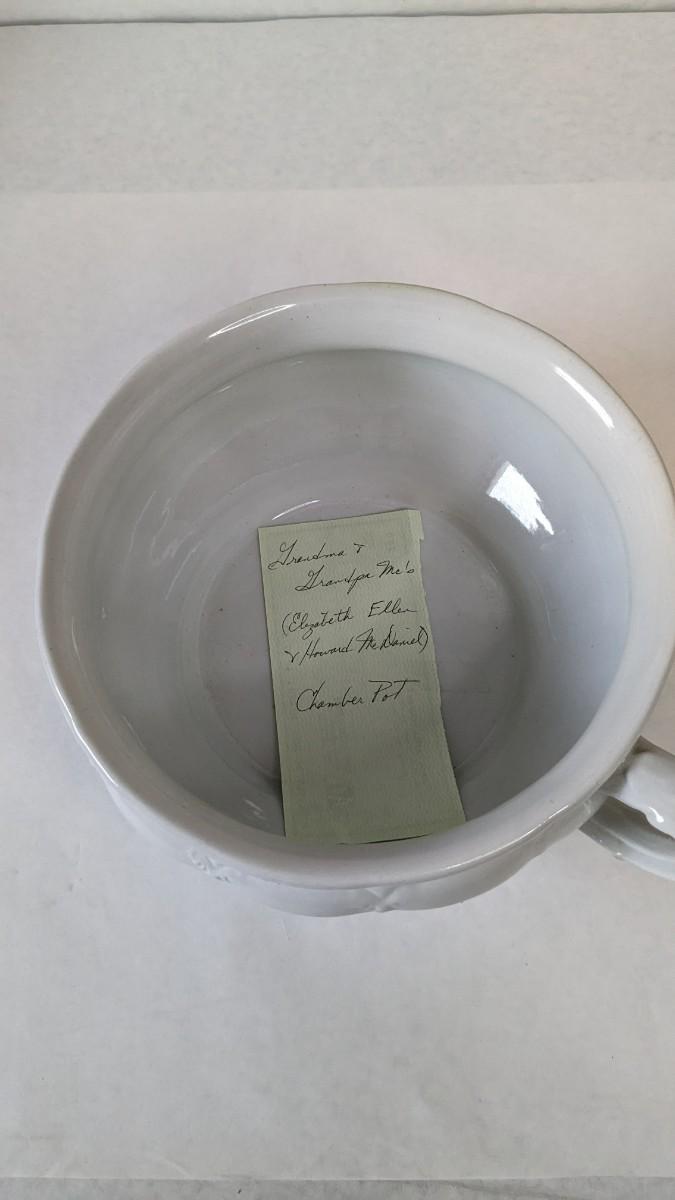 Grandma &
Grandpa Mc's
(Elizabeth Ellen
& Howard McDaniel)
Chamber Pot